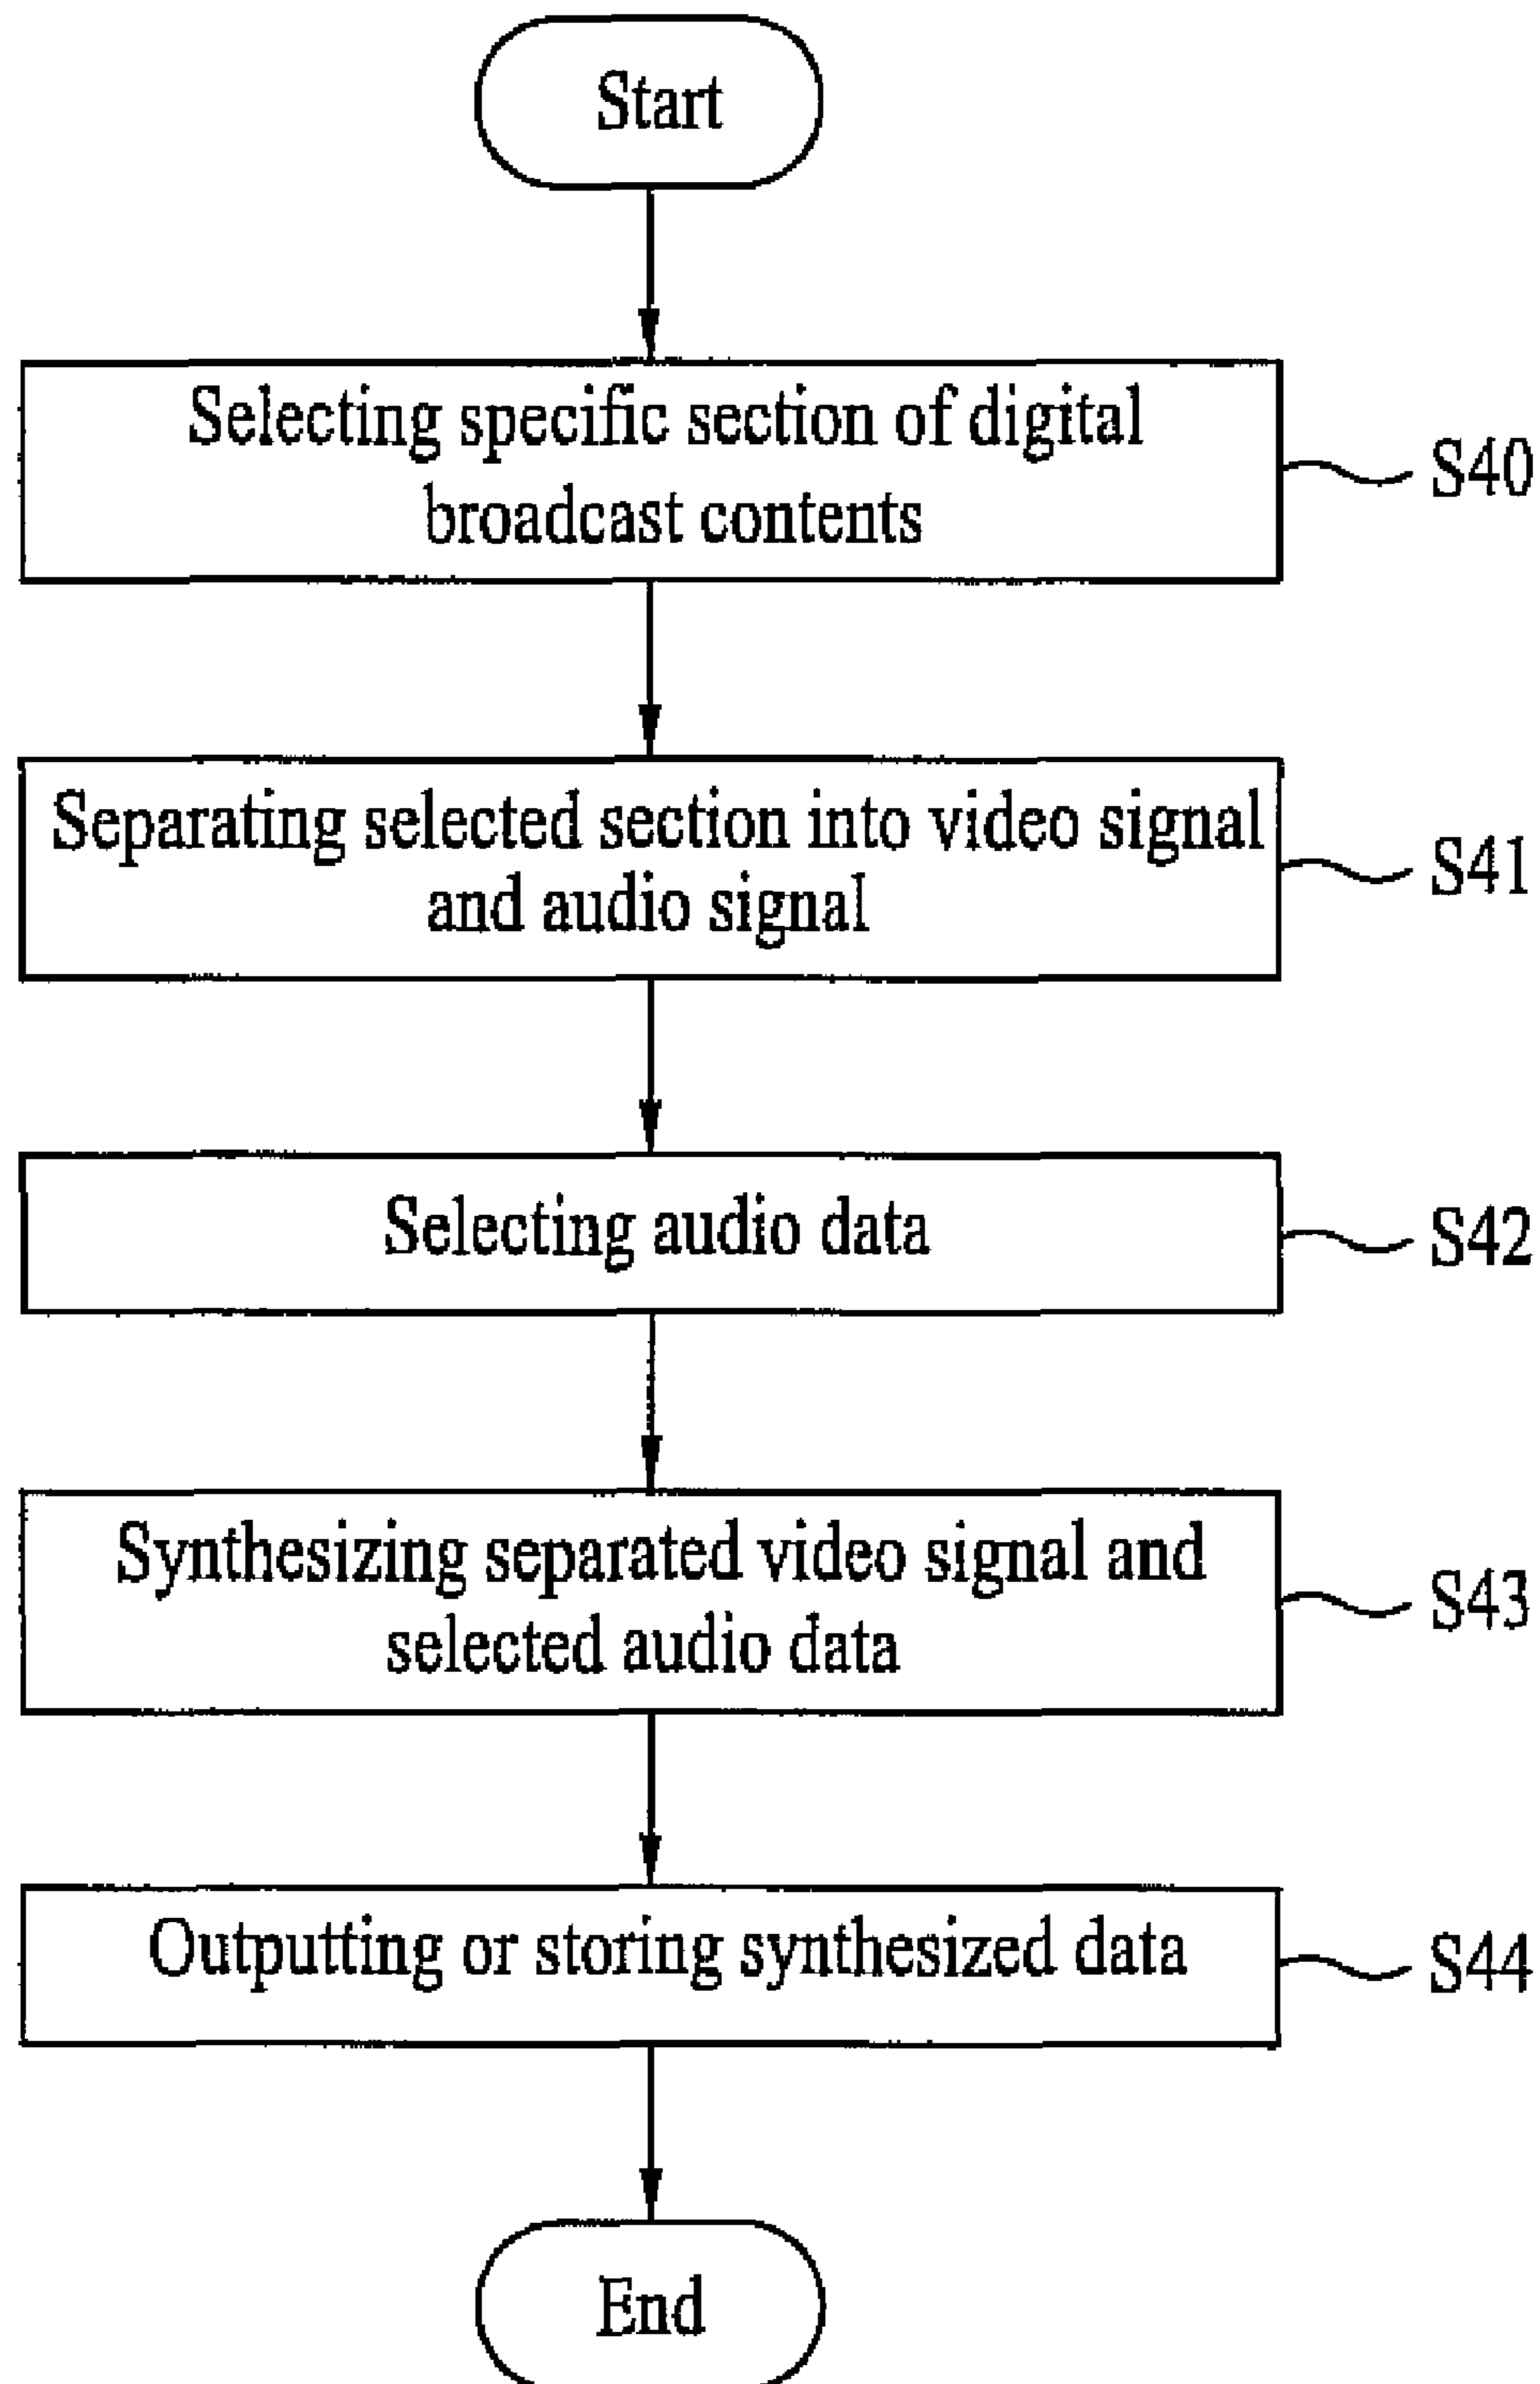 Start
Selecting specific section of digital
broadcast contents
S40
Separating selected section into video signal
and audio signal
S41
Selecting audio data
S42
Synthesizing separated video signal and
selected audio data
S43
Outputting or storing synthesized data
S44
End